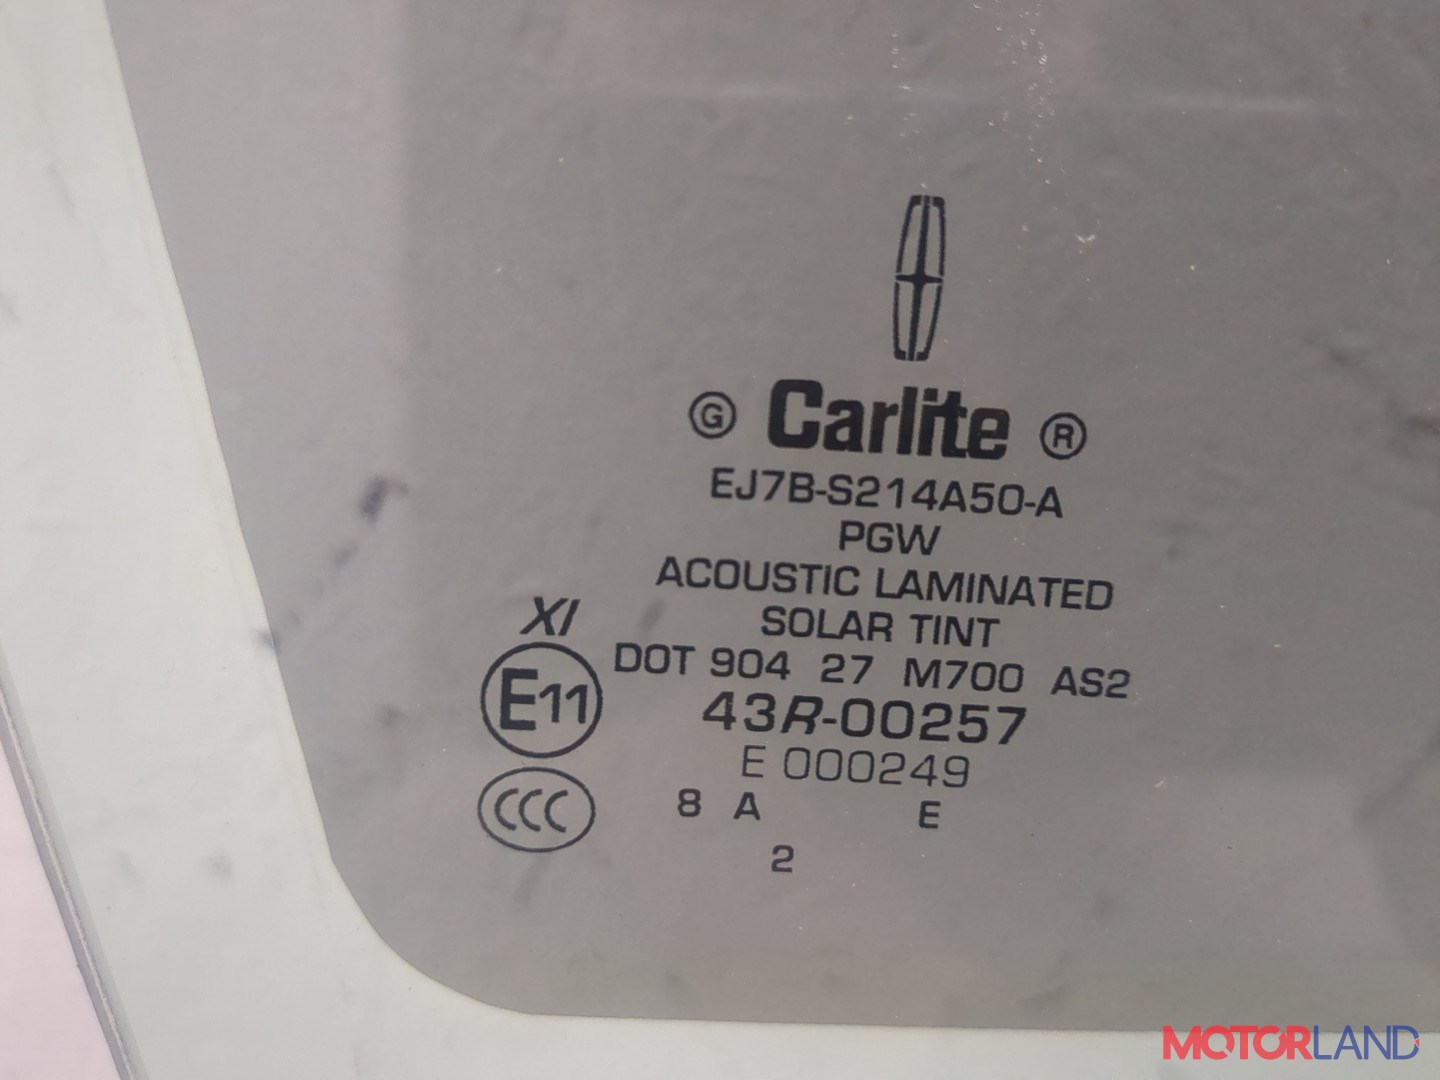 G Carlite ®
EJ7B-S214A50-A
PGW
ACOUSTIC LAMINATED
SOLAR TINT
XI
DOT 904 27 M700 AS2
E11
43R-00257
E 000249
CCC
8 A E
2
MOTORLAND